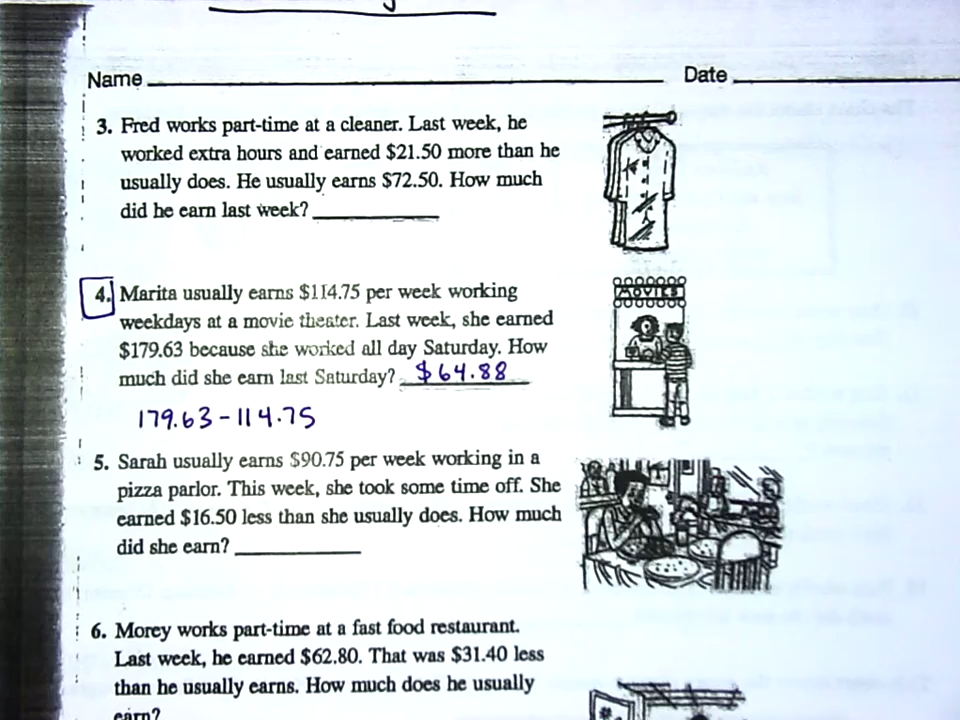 Name Date
3. Fred works part-time at a cleaner. Last week, he
worked extra hours and earned $21.50 more than he
usually does. He usually earns $72.50. How much
did he earn last week?
4. Marita usually earns $114.75 per week working
weekdays at a movie theater. Last week, she earned
$179.63 because she worked all day Saturday. How
much did she earn last Saturday? $64.88
179.63-114.75
MOVIES
5. Sarah usually earns $90.75 per week working in a
pizza parlor. This week, she took some time off. She
earned $16.50 less than she usually does. How much
did she earn?
6. Morey works part-time at a fast food restaurant.
Last week, he earned $62.80. That was $31.40 less
than he usually earns. How much does he usually
earn?